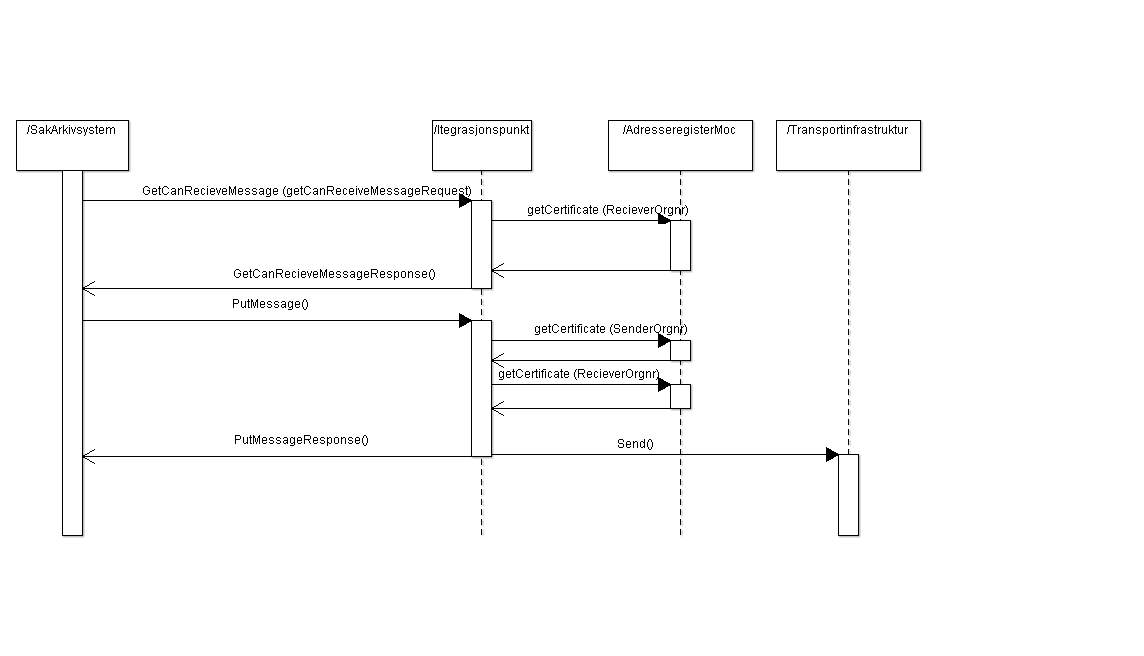 /SakArkivsystem
/Itegrasjonspunkt
/AdresseregisterMoc
/Transportinfrastruktur
GetCanRecieveMessage (getCanReceiveMessageRequest)
getCertificate (RecieverOrgnr)
GetCanRecieveMessageResponse()
PutMessage()
getCertificate (SenderOrgnr)
getCertificate (RecieverOrgnr)
PutMessageResponse()
Send()